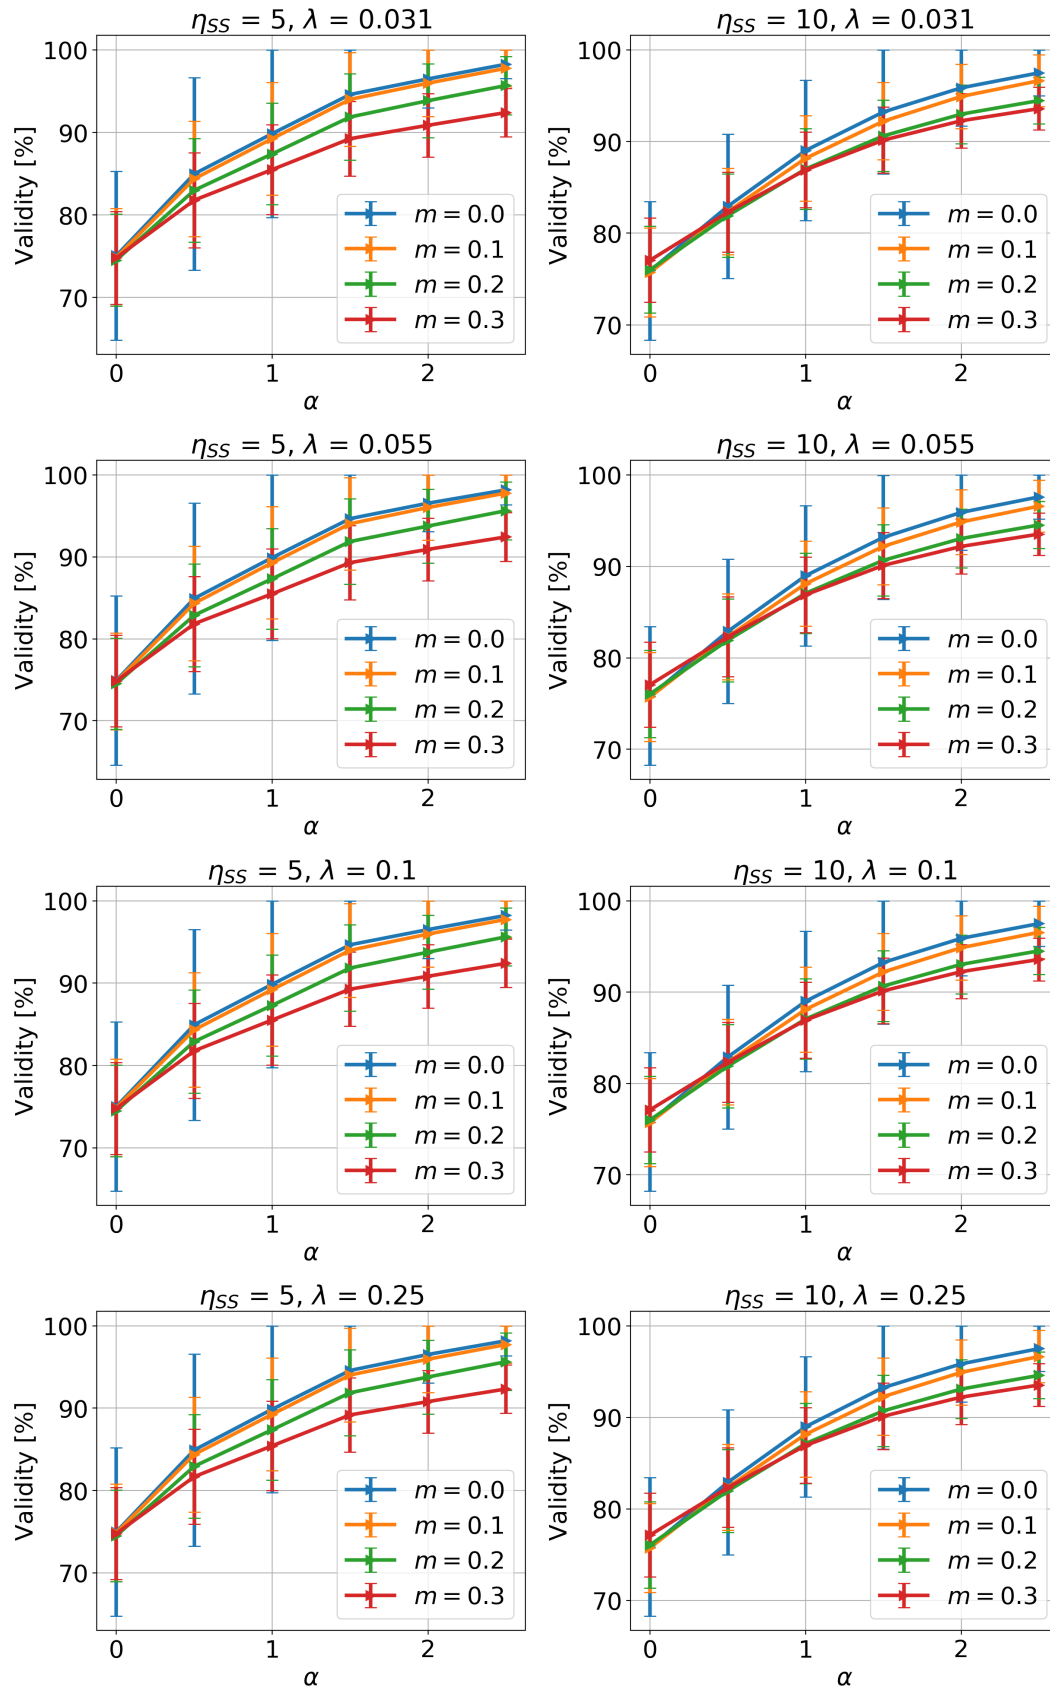 η_SS = 5, λ = 0.031
100
90
80
70
Validity [%]
m = 0.0
m = 0.1
m = 0.2
m = 0.3
0 1 2
α
η_SS = 10, λ = 0.031
100
90
80
70
Validity [%]
m = 0.0
m = 0.1
m = 0.2
m = 0.3
0 1 2
α
η_SS = 5, λ = 0.055
100
90
80
70
Validity [%]
m = 0.0
m = 0.1
m = 0.2
m = 0.3
0 1 2
α
η_SS = 10, λ = 0.055
100
90
80
70
Validity [%]
m = 0.0
m = 0.1
m = 0.2
m = 0.3
0 1 2
α
η_SS = 5, λ = 0.1
100
90
80
70
Validity [%]
m = 0.0
m = 0.1
m = 0.2
m = 0.3
0 1 2
α
η_SS = 10, λ = 0.1
100
90
80
70
Validity [%]
m = 0.0
m = 0.1
m = 0.2
m = 0.3
0 1 2
α
η_SS = 5, λ = 0.25
100
90
80
70
Validity [%]
m = 0.0
m = 0.1
m = 0.2
m = 0.3
0 1 2
α
η_SS = 10, λ = 0.25
100
90
80
70
Validity [%]
m = 0.0
m = 0.1
m = 0.2
m = 0.3
0 1 2
α